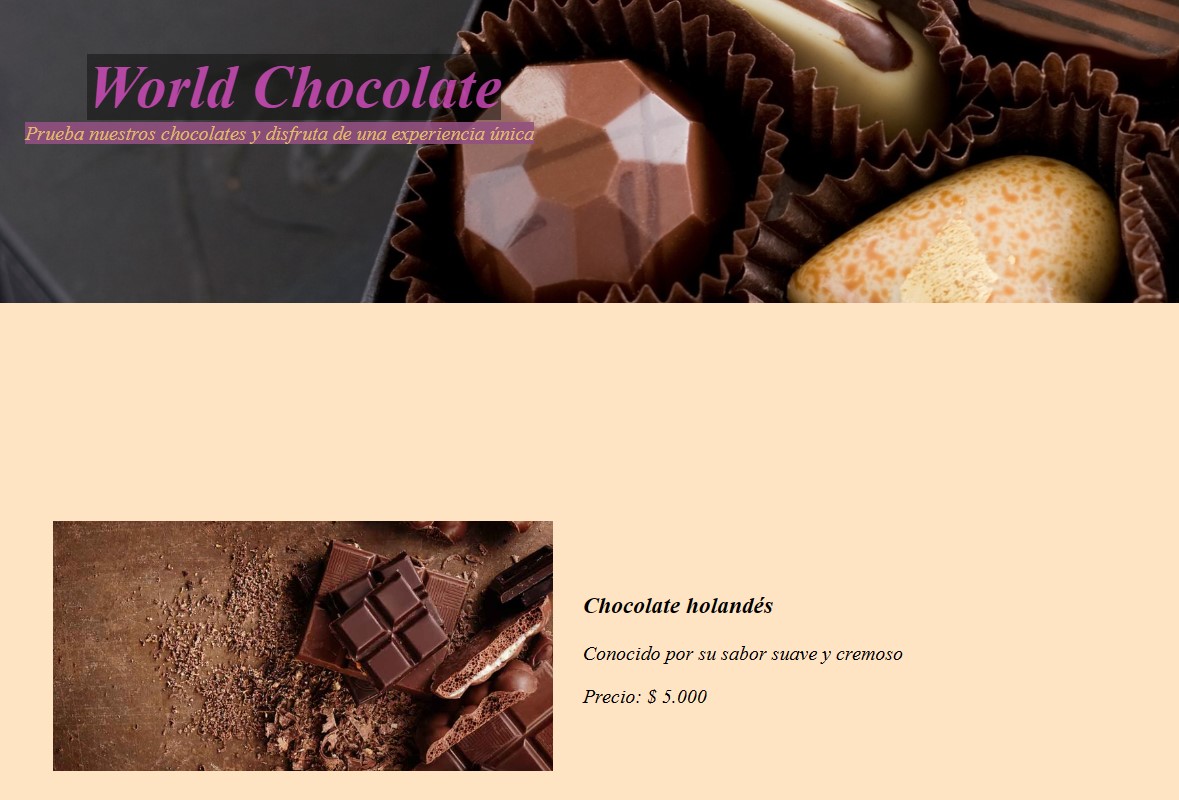 World Chocolate
Prueba nuestros chocolates y disfruta de una experiencia única
Chocolate holandés
Conocido por su sabor suave y cremoso
Precio: $ 5.000